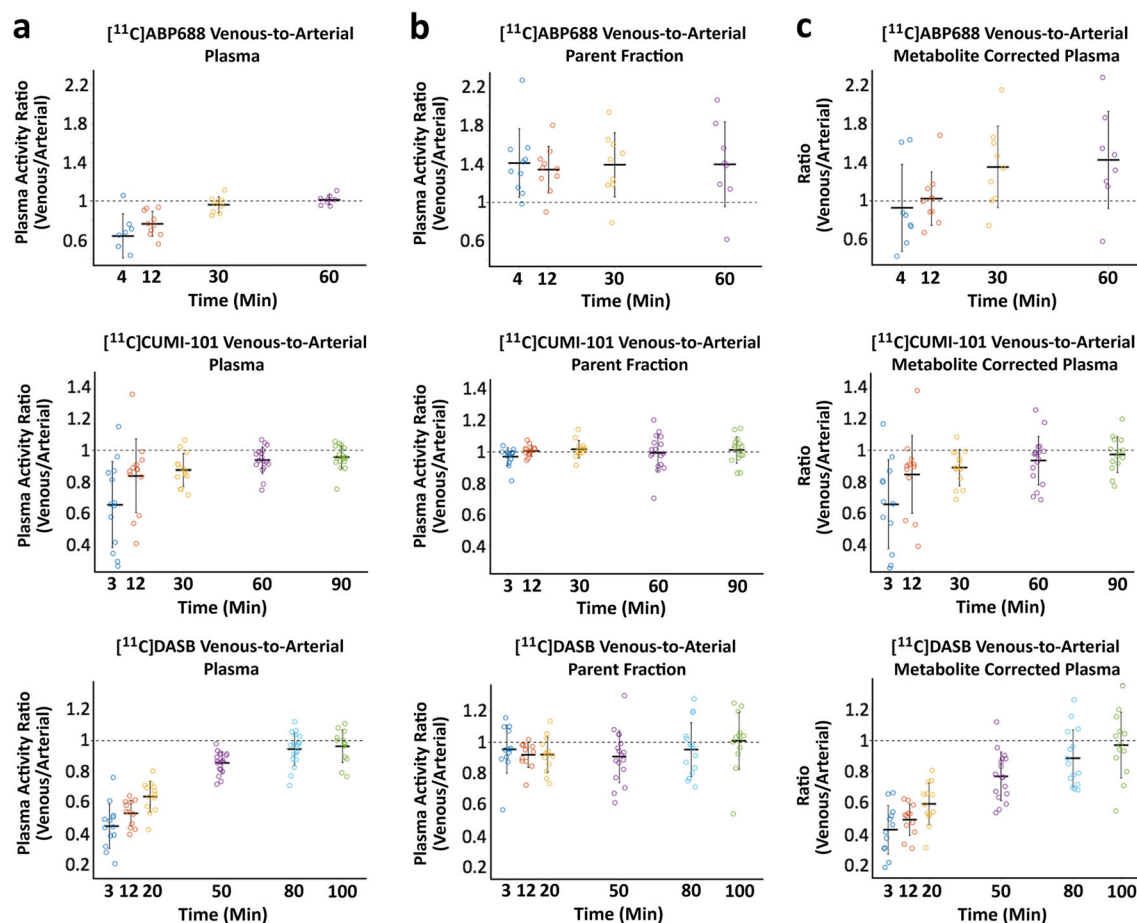 a
[¹¹C]ABP688 Venous-to-Arterial
Plasma
Plasma Activity Ratio
(Venous/Arterial)
2.2
1.8
1.4
1
0.6
4 12 30 60
Time (Min)
b
[¹¹C]ABP688 Venous-to-Arterial
Parent Fraction
Plasma Activity Ratio
(Venous/Arterial)
2.2
1.8
1.4
1
0.6
4 12 30 60
Time (Min)
c
[¹¹C]ABP688 Venous-to-Arterial
Metabolite Corrected Plasma
Ratio
(Venous/Arterial)
2.2
1.8
1.4
1
0.6
4 12 30 60
Time (Min)
[¹¹C]CUMI-101 Venous-to-Arterial
Plasma
Plasma Activity Ratio
(Venous/Arterial)
1.4
1.2
1
0.8
0.6
0.4
3 12 30 60 90
Time (Min)
[¹¹C]CUMI-101 Venous-to-Arterial
Parent Fraction
Plasma Activity Ratio
(Venous/Arterial)
1.4
1.2
1
0.8
0.6
0.4
3 12 30 60 90
Time (Min)
[¹¹C]CUMI-101 Venous-to-Arterial
Metabolite Corrected Plasma
Ratio
(Venous/Arterial)
1.4
1.2
1
0.8
0.6
0.4
3 12 30 60 90
Time (Min)
[¹¹C]DASB Venous-to-Arterial
Plasma
Plasma Activity Ratio
(Venous/Arterial)
1.2
1
0.8
0.6
0.4
0.2
3 12 20 50 80 100
Time (Min)
[¹¹C]DASB Venous-to-Aterial
Parent Fraction
Plasma Activity Ratio
(Venous/Arterial)
1.2
1
0.8
0.6
0.4
0.2
3 12 20 50 80 100
Time (Min)
[¹¹C]DASB Venous-to-Arterial
Metabolite Corrected Plasma
Ratio
(Venous/Arterial)
1.2
1
0.8
0.6
0.4
0.2
3 12 20 50 80 100
Time (Min)